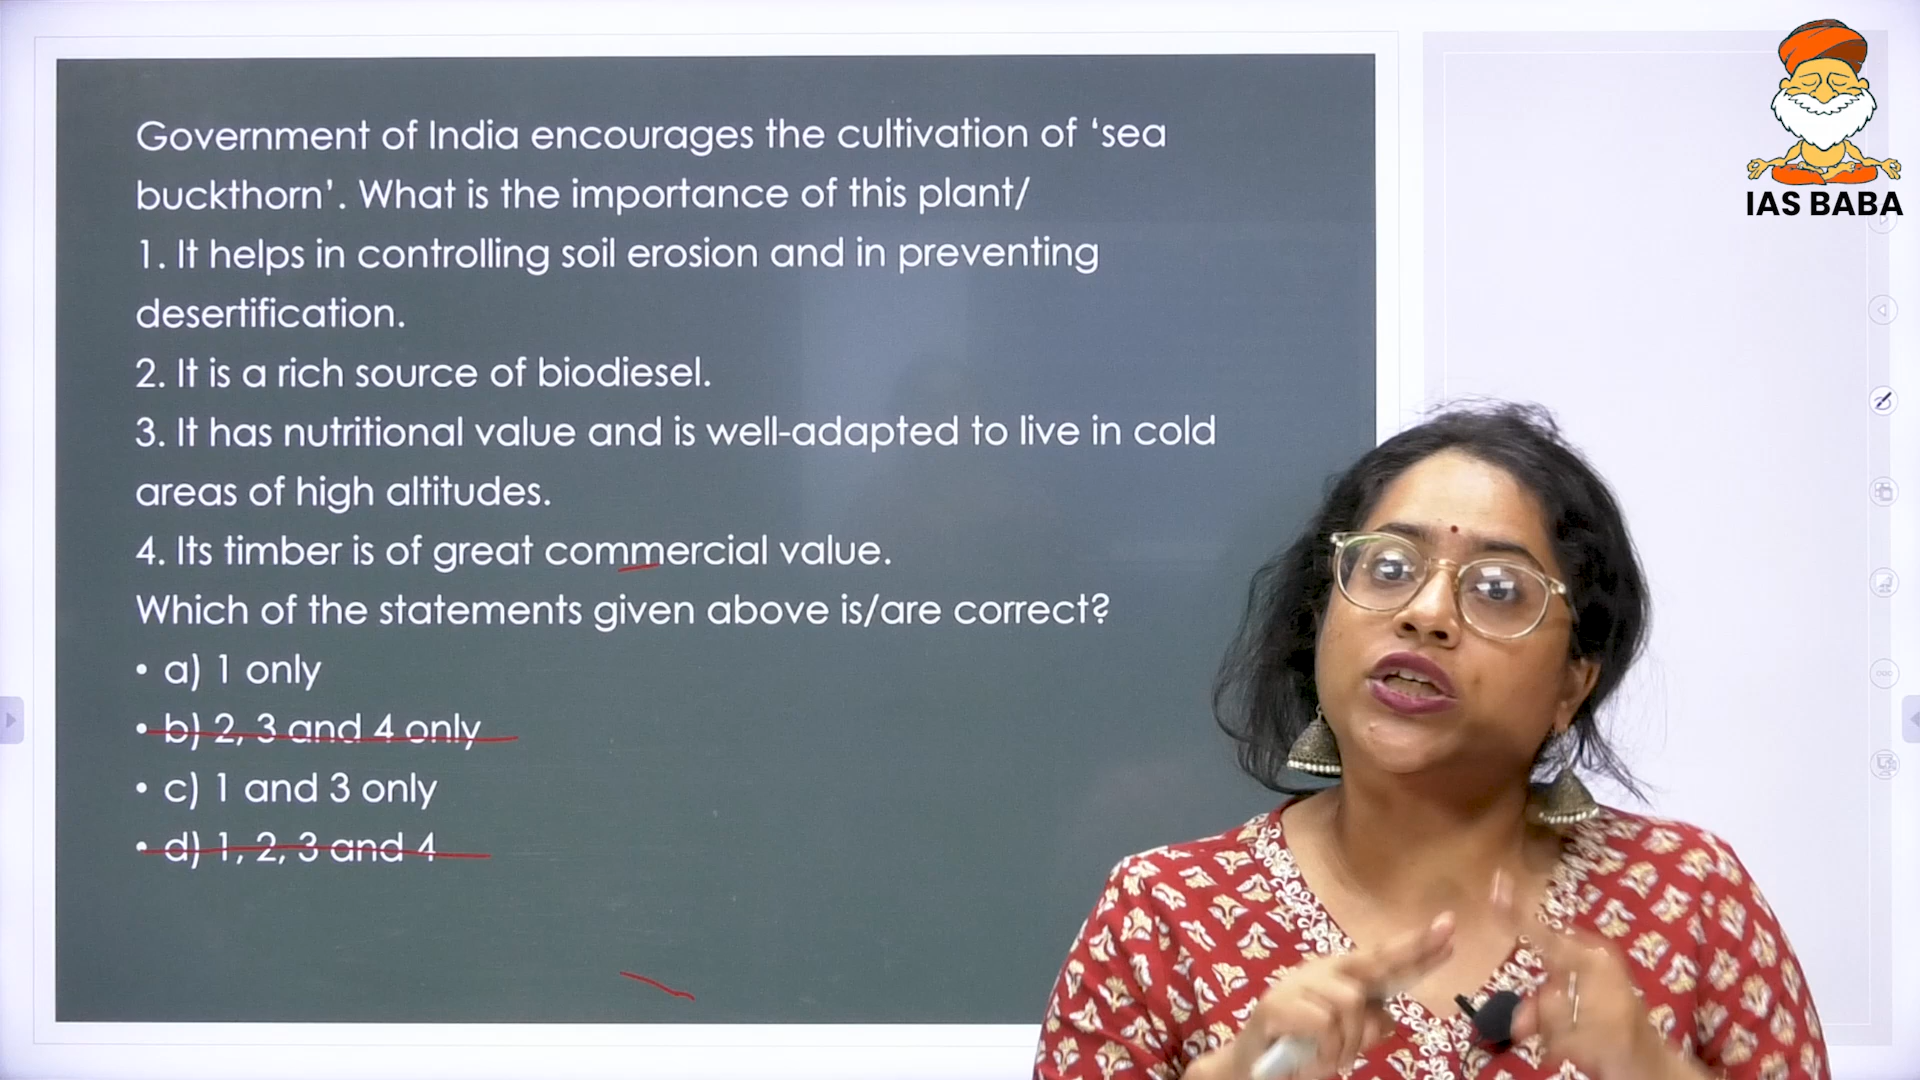 Government of India encourages the cultivation of ‘sea
buckthorn’. What is the importance of this plant/
1. It helps in controlling soil erosion and in preventing
desertification.
2. It is a rich source of biodiesel.
3. It has nutritional value and is well-adapted to live in cold
areas of high altitudes.
4. Its timber is of great commercial value.
Which of the statements given above is/are correct?
• a) 1 only
• b) 2, 3 and 4 only
• c) 1 and 3 only
• d) 1, 2, 3 and 4
IAS BABA